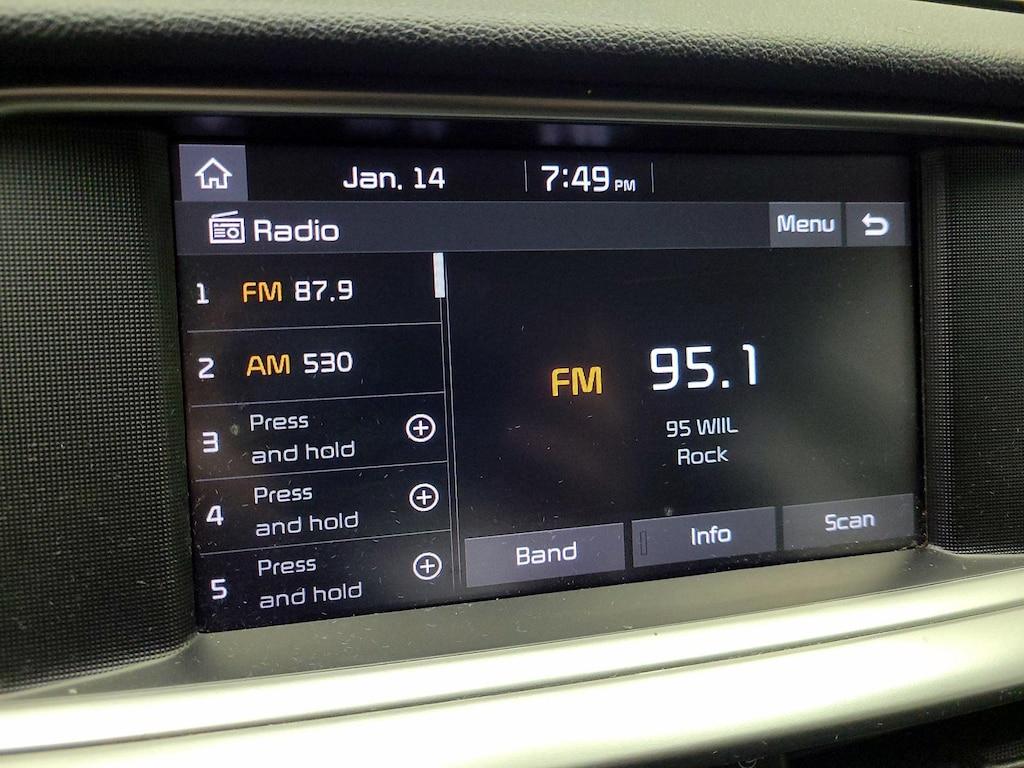 Jan. 14
7:49 PM
Radio
Menu
1 FM 87.9
2 AM 530
3 Press
and hold
4 Press
and hold
5 Press
and hold
FM 95.1
95 WIIL
Rock
Band
Info
Scan